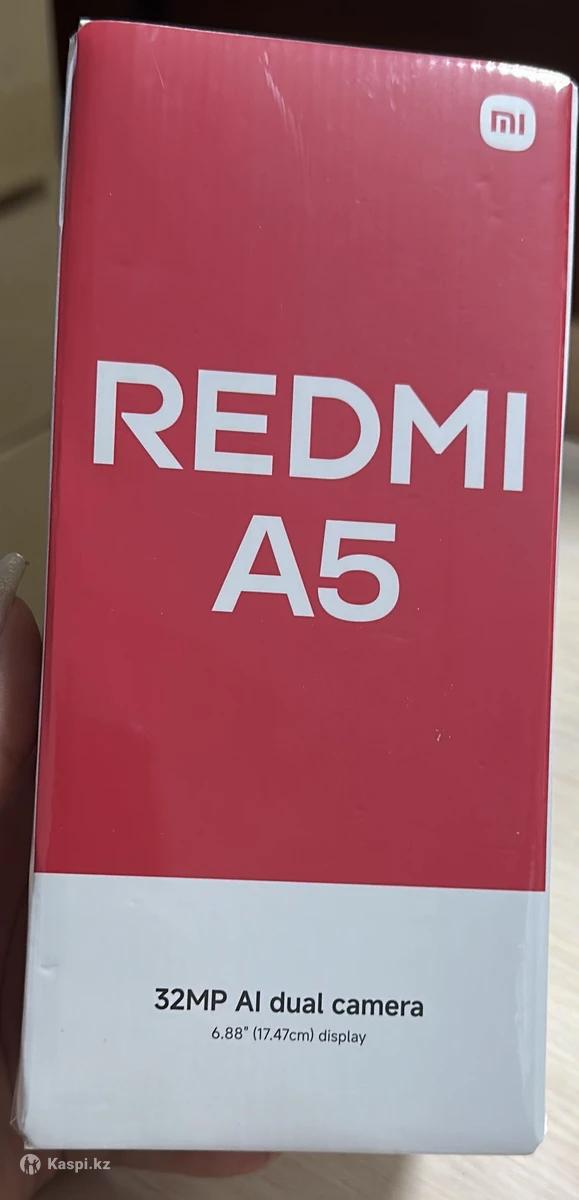 mi
REDMI
A5
32MP AI dual camera
6.88" (17.47cm) display
Kaspi.kz